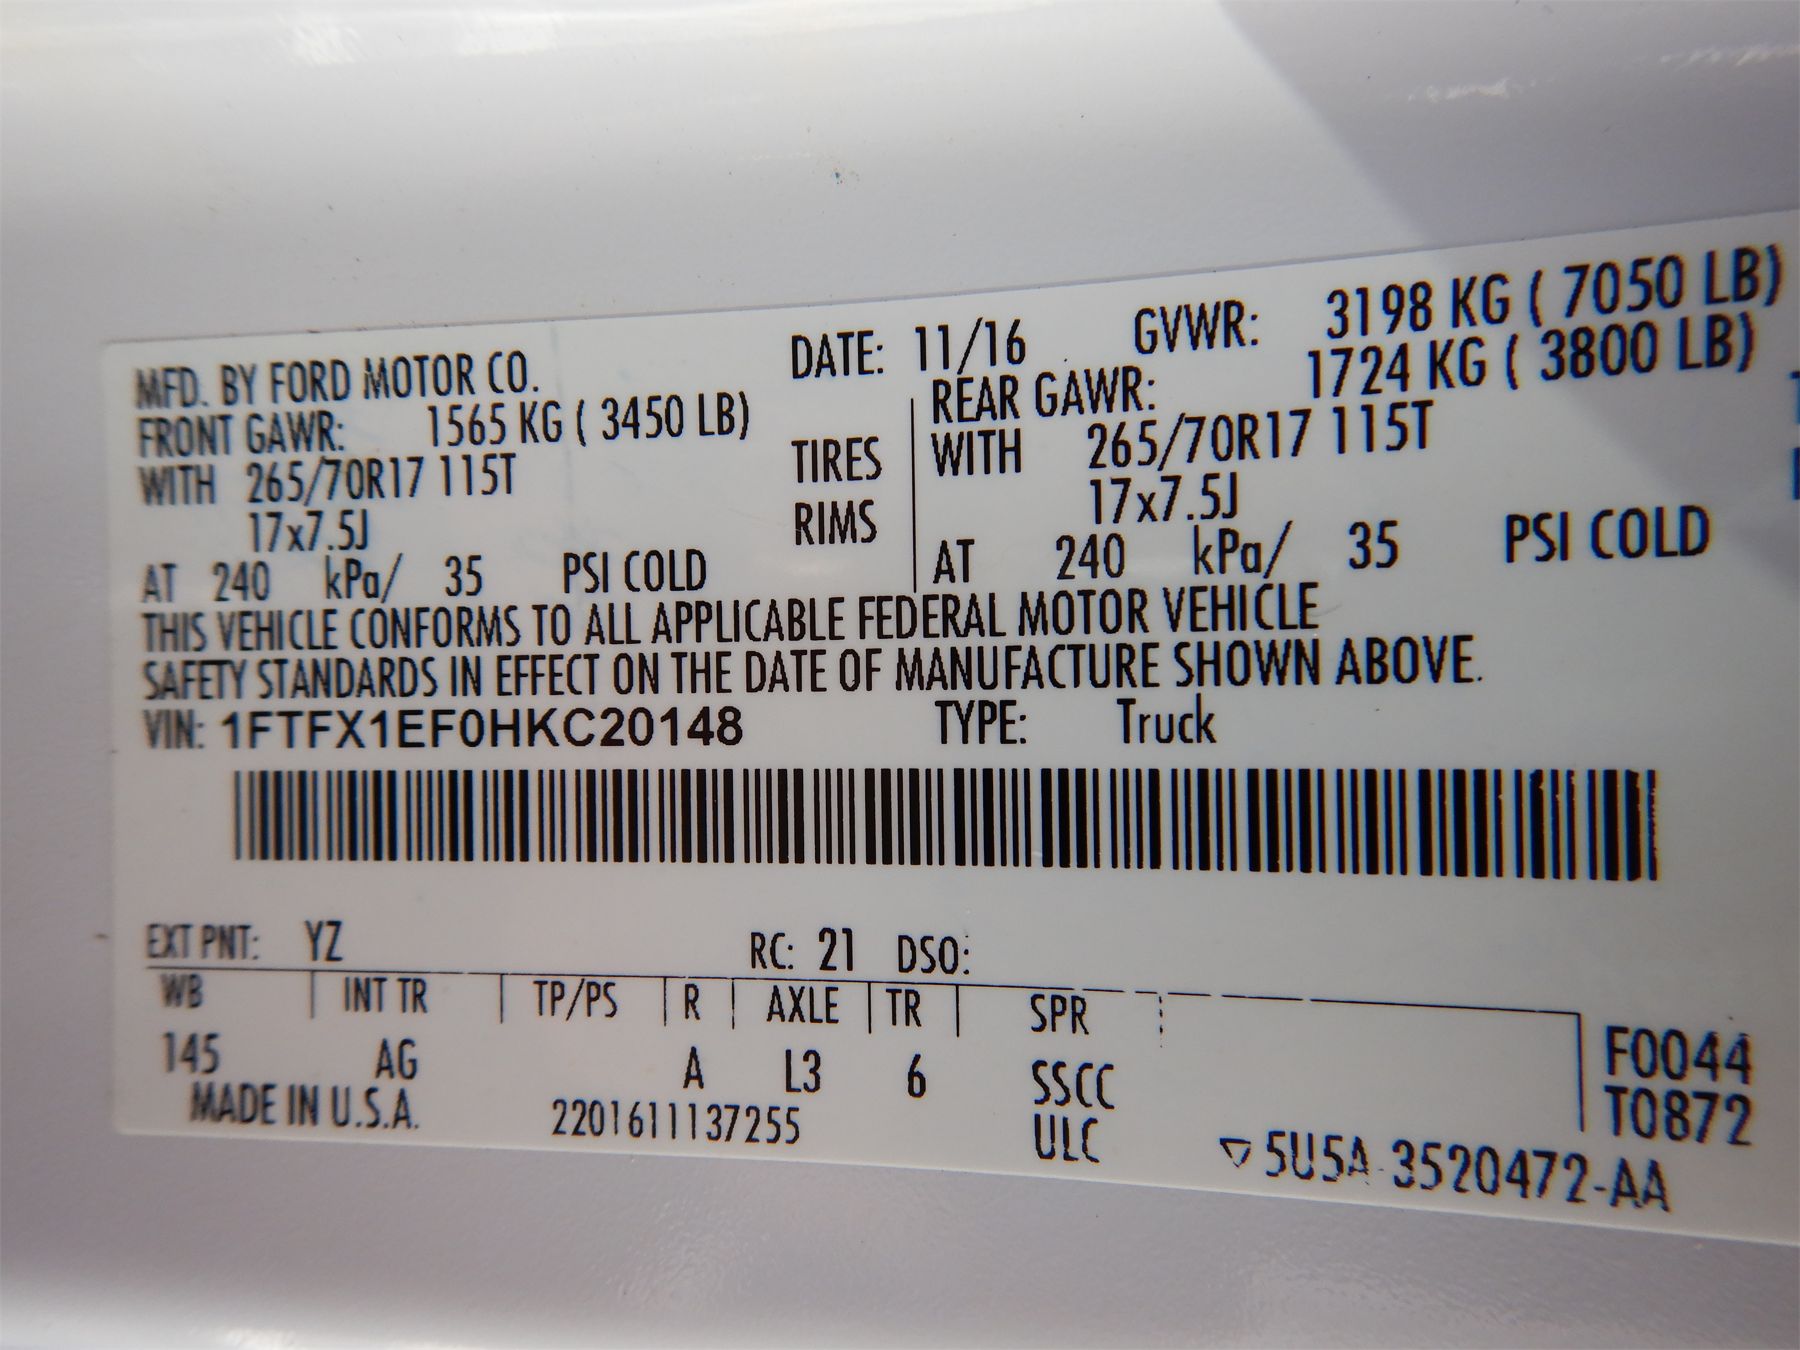 MFD. BY FORD MOTOR CO. DATE: 11/16 GVWR: 3198 KG ( 7050 LB)
FRONT GAWR: 1565 KG ( 3450 LB) REAR GAWR: 1724 KG ( 3800 LB)
WITH 265/70R17 115T TIRES WITH 265/70R17 115T
17x7.5J RIMS 17x7.5J
AT 240 kPa/ 35 PSI COLD AT 240 kPa/ 35 PSI COLD
THIS VEHICLE CONFORMS TO ALL APPLICABLE FEDERAL MOTOR VEHICLE
SAFETY STANDARDS IN EFFECT ON THE DATE OF MANUFACTURE SHOWN ABOVE.
VIN: 1FTFX1EF0HKC20148 TYPE: Truck
EXT PNT: YZ RC: 21 DSO:
WB INT TR TP/PS R AXLE TR SPR
145 AG A L3 6 SSCC F0044
MADE IN U.S.A. 2201611137255 ULC T0872
5U5A-3520472-AA